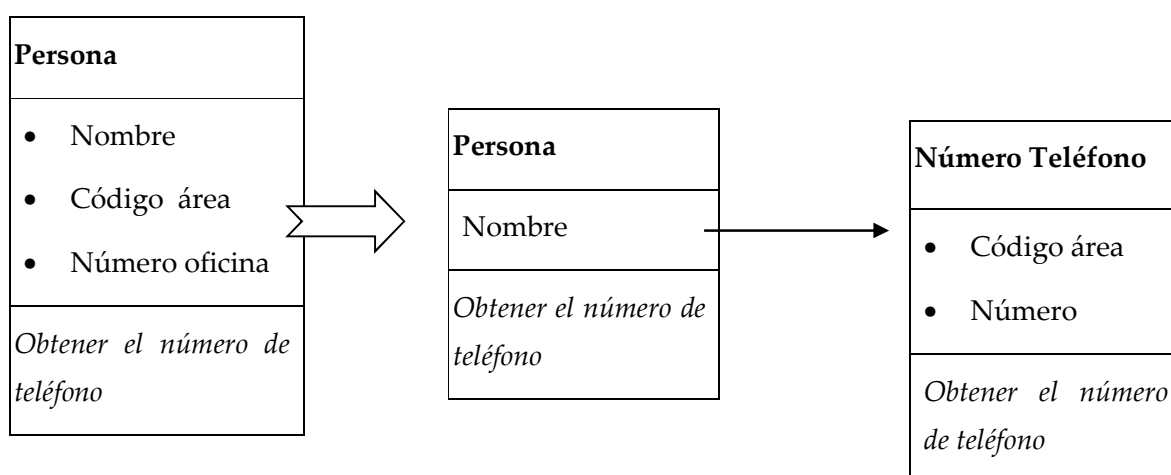 Persona
• Nombre
• Código área
• Número oficina
Obtener el número de
teléfono
Persona
Nombre
Obtener el número de
teléfono
Número Teléfono
• Código área
• Número
Obtener el número
de teléfono